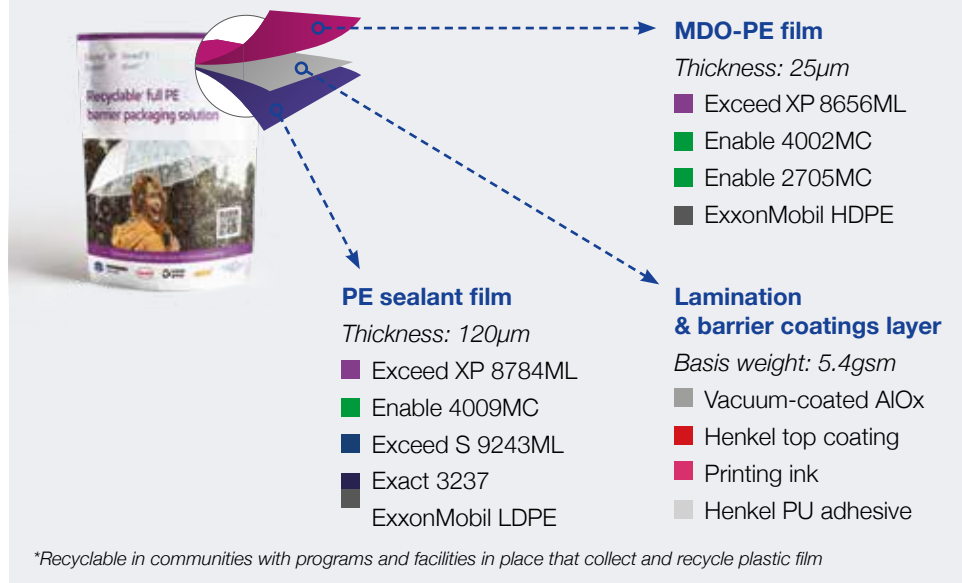 Recyclable* full PE
barrier packaging solution
MDO-PE film
Thickness: 25µm
Exceed XP 8656ML
Enable 4002MC
Enable 2705MC
ExxonMobil HDPE
PE sealant film
Thickness: 120µm
Exceed XP 8784ML
Enable 4009MC
Exceed S 9243ML
Exact 3237
ExxonMobil LDPE
Lamination
& barrier coatings layer
Basis weight: 5.4gsm
Vacuum-coated AlOx
Henkel top coating
Printing ink
Henkel PU adhesive
*Recyclable in communities with programs and facilities in place that collect and recycle plastic film